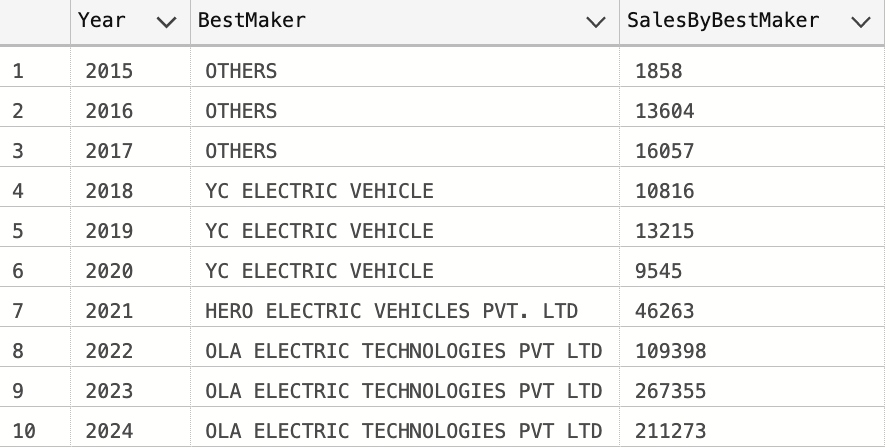 Year BestMaker SalesByBestMaker
1 2015 OTHERS 1858
2 2016 OTHERS 13604
3 2017 OTHERS 16057
4 2018 YC ELECTRIC VEHICLE 10816
5 2019 YC ELECTRIC VEHICLE 13215
6 2020 YC ELECTRIC VEHICLE 9545
7 2021 HERO ELECTRIC VEHICLES PVT. LTD 46263
8 2022 OLA ELECTRIC TECHNOLOGIES PVT LTD 109398
9 2023 OLA ELECTRIC TECHNOLOGIES PVT LTD 267355
10 2024 OLA ELECTRIC TECHNOLOGIES PVT LTD 211273